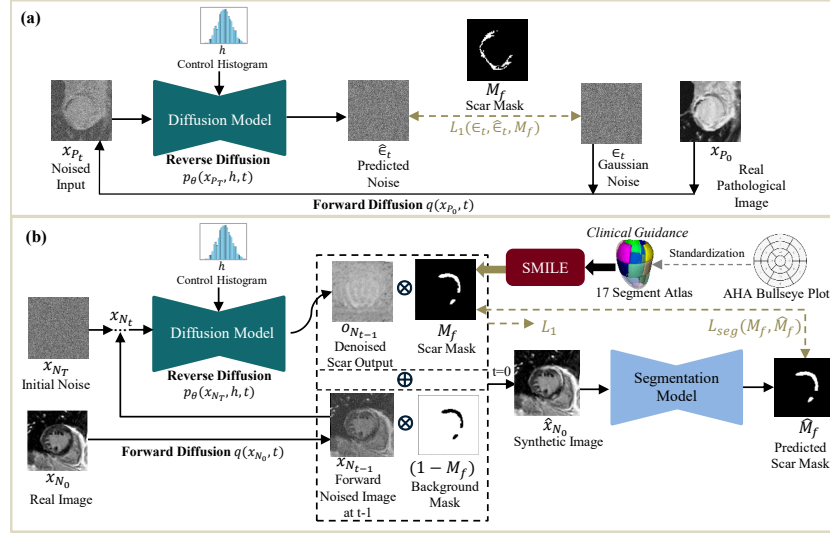 (a)
h
Control Histogram
Diffusion Model
x_{P_t}
Noised
Input
Reverse Diffusion
p_θ(x_{P_T}, h, t)
ϵ̂_t
Predicted
Noise
M_f
Scar Mask
L_1(ϵ_t, ϵ̂_t, M_f)
ϵ_t
Gaussian
Noise
x_{P_0}
Real
Pathological
Image
Forward Diffusion q(x_{P_0}, t)
(b)
h
Control Histogram
x_{N_T}
Initial Noise
x_{N_t}
...
Diffusion Model
Reverse Diffusion
p_θ(x_{N_T}, h, t)
x_{N_0}
Real Image
Forward Diffusion q(x_{N_0}, t)
o_{N_{t-1}}
Denoised
Scar Output
⊗
M_f
Scar Mask
⊕
x_{N_{t-1}}
Forward
Noised Image
at t-1
⊗
(1 − M_f)
Background
Mask
SMILE
Clinical Guidance
17 Segment Atlas
Standardization
AHA Bullseye Plot
L_1
L_{seg}(M_f, M̂_f)
t=0
x̂_{N_0}
Synthetic Image
Segmentation
Model
M̂_f
Predicted
Scar Mask